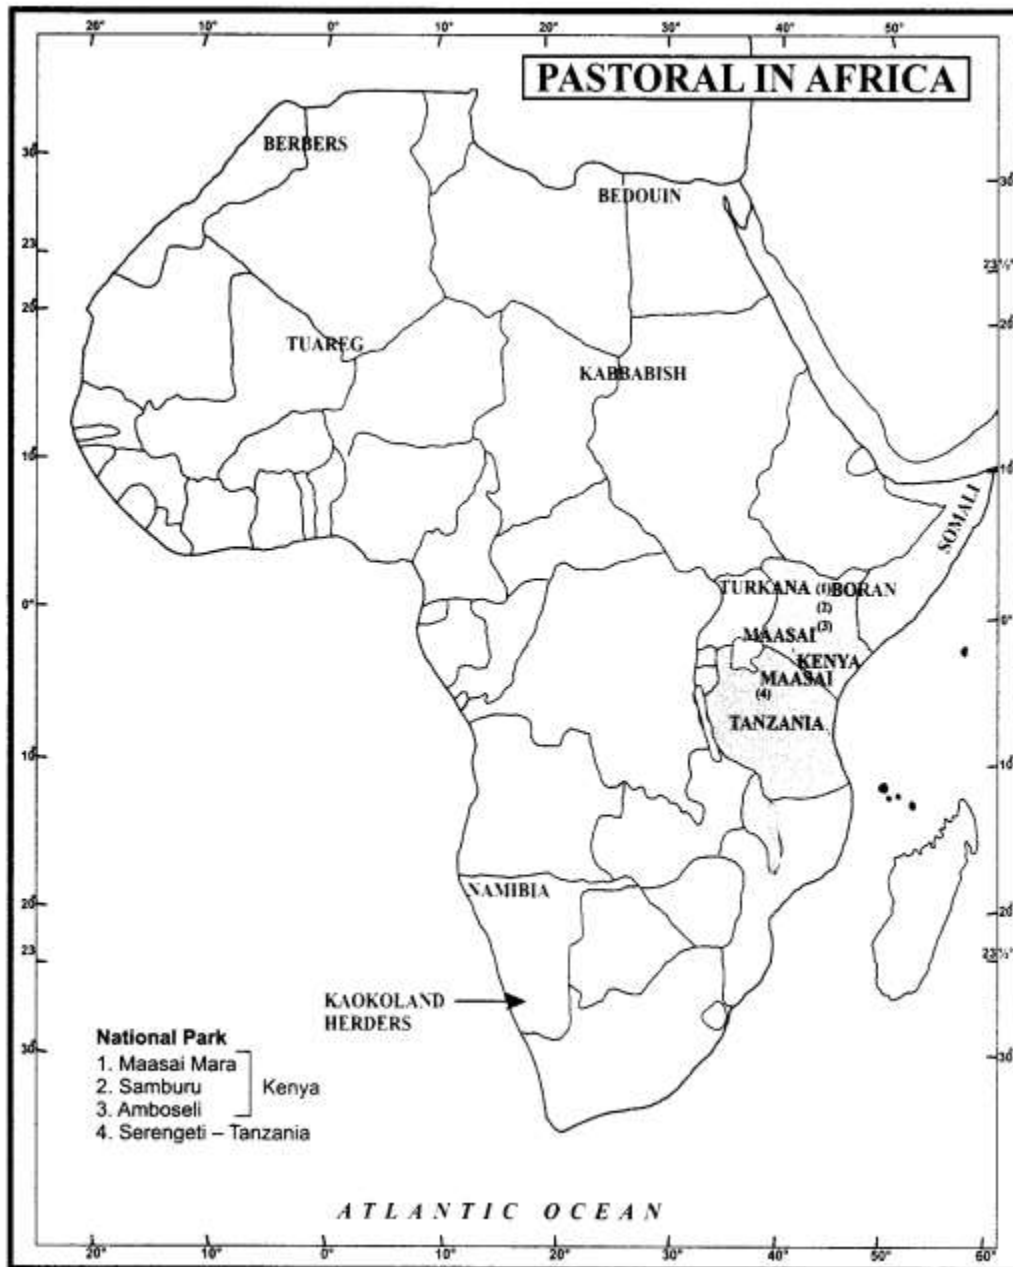 20° 10° 0° 10° 20° 30° 40° 50°
PASTORAL IN AFRICA
BERBERS
30° 30°
BEDOUIN
23 23½°
20° 20°
TUAREG
KABBABISH
10° 10°
SOMALI
TURKANA (1) BORAN
(2)
0° 0°
(3)
MAASAI
KENYA
MAASAI
(4)
TANZANIA
10° 10°
NAMIBIA
20° 20°
23 23½°
KAOKOLAND
HERDERS
National Park
30° 30°
1. Maasai Mara
2. Samburu
Kenya
3. Amboseli
4. Serengeti – Tanzania
ATLANTIC OCEAN
20° 10° 0° 10° 20° 30° 40° 50° 60°